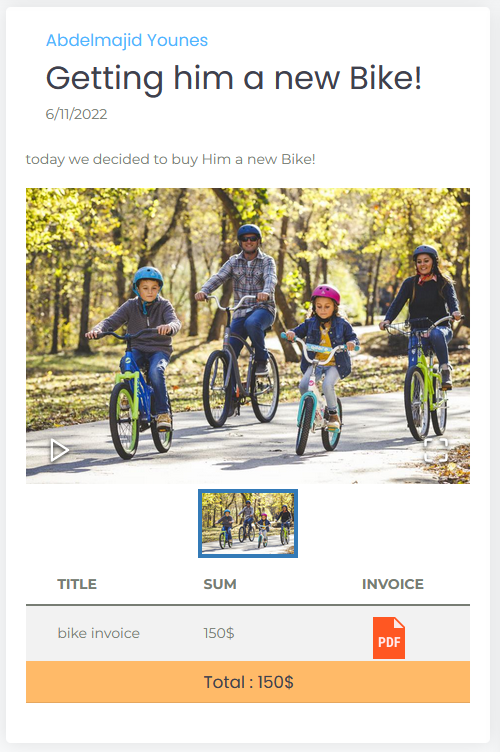 Abdelmajid Younes
Getting him a new Bike!
6/11/2022
today we decided to buy Him a new Bike!
TITLE SUM INVOICE
bike invoice 150$ PDF
Total : 150$